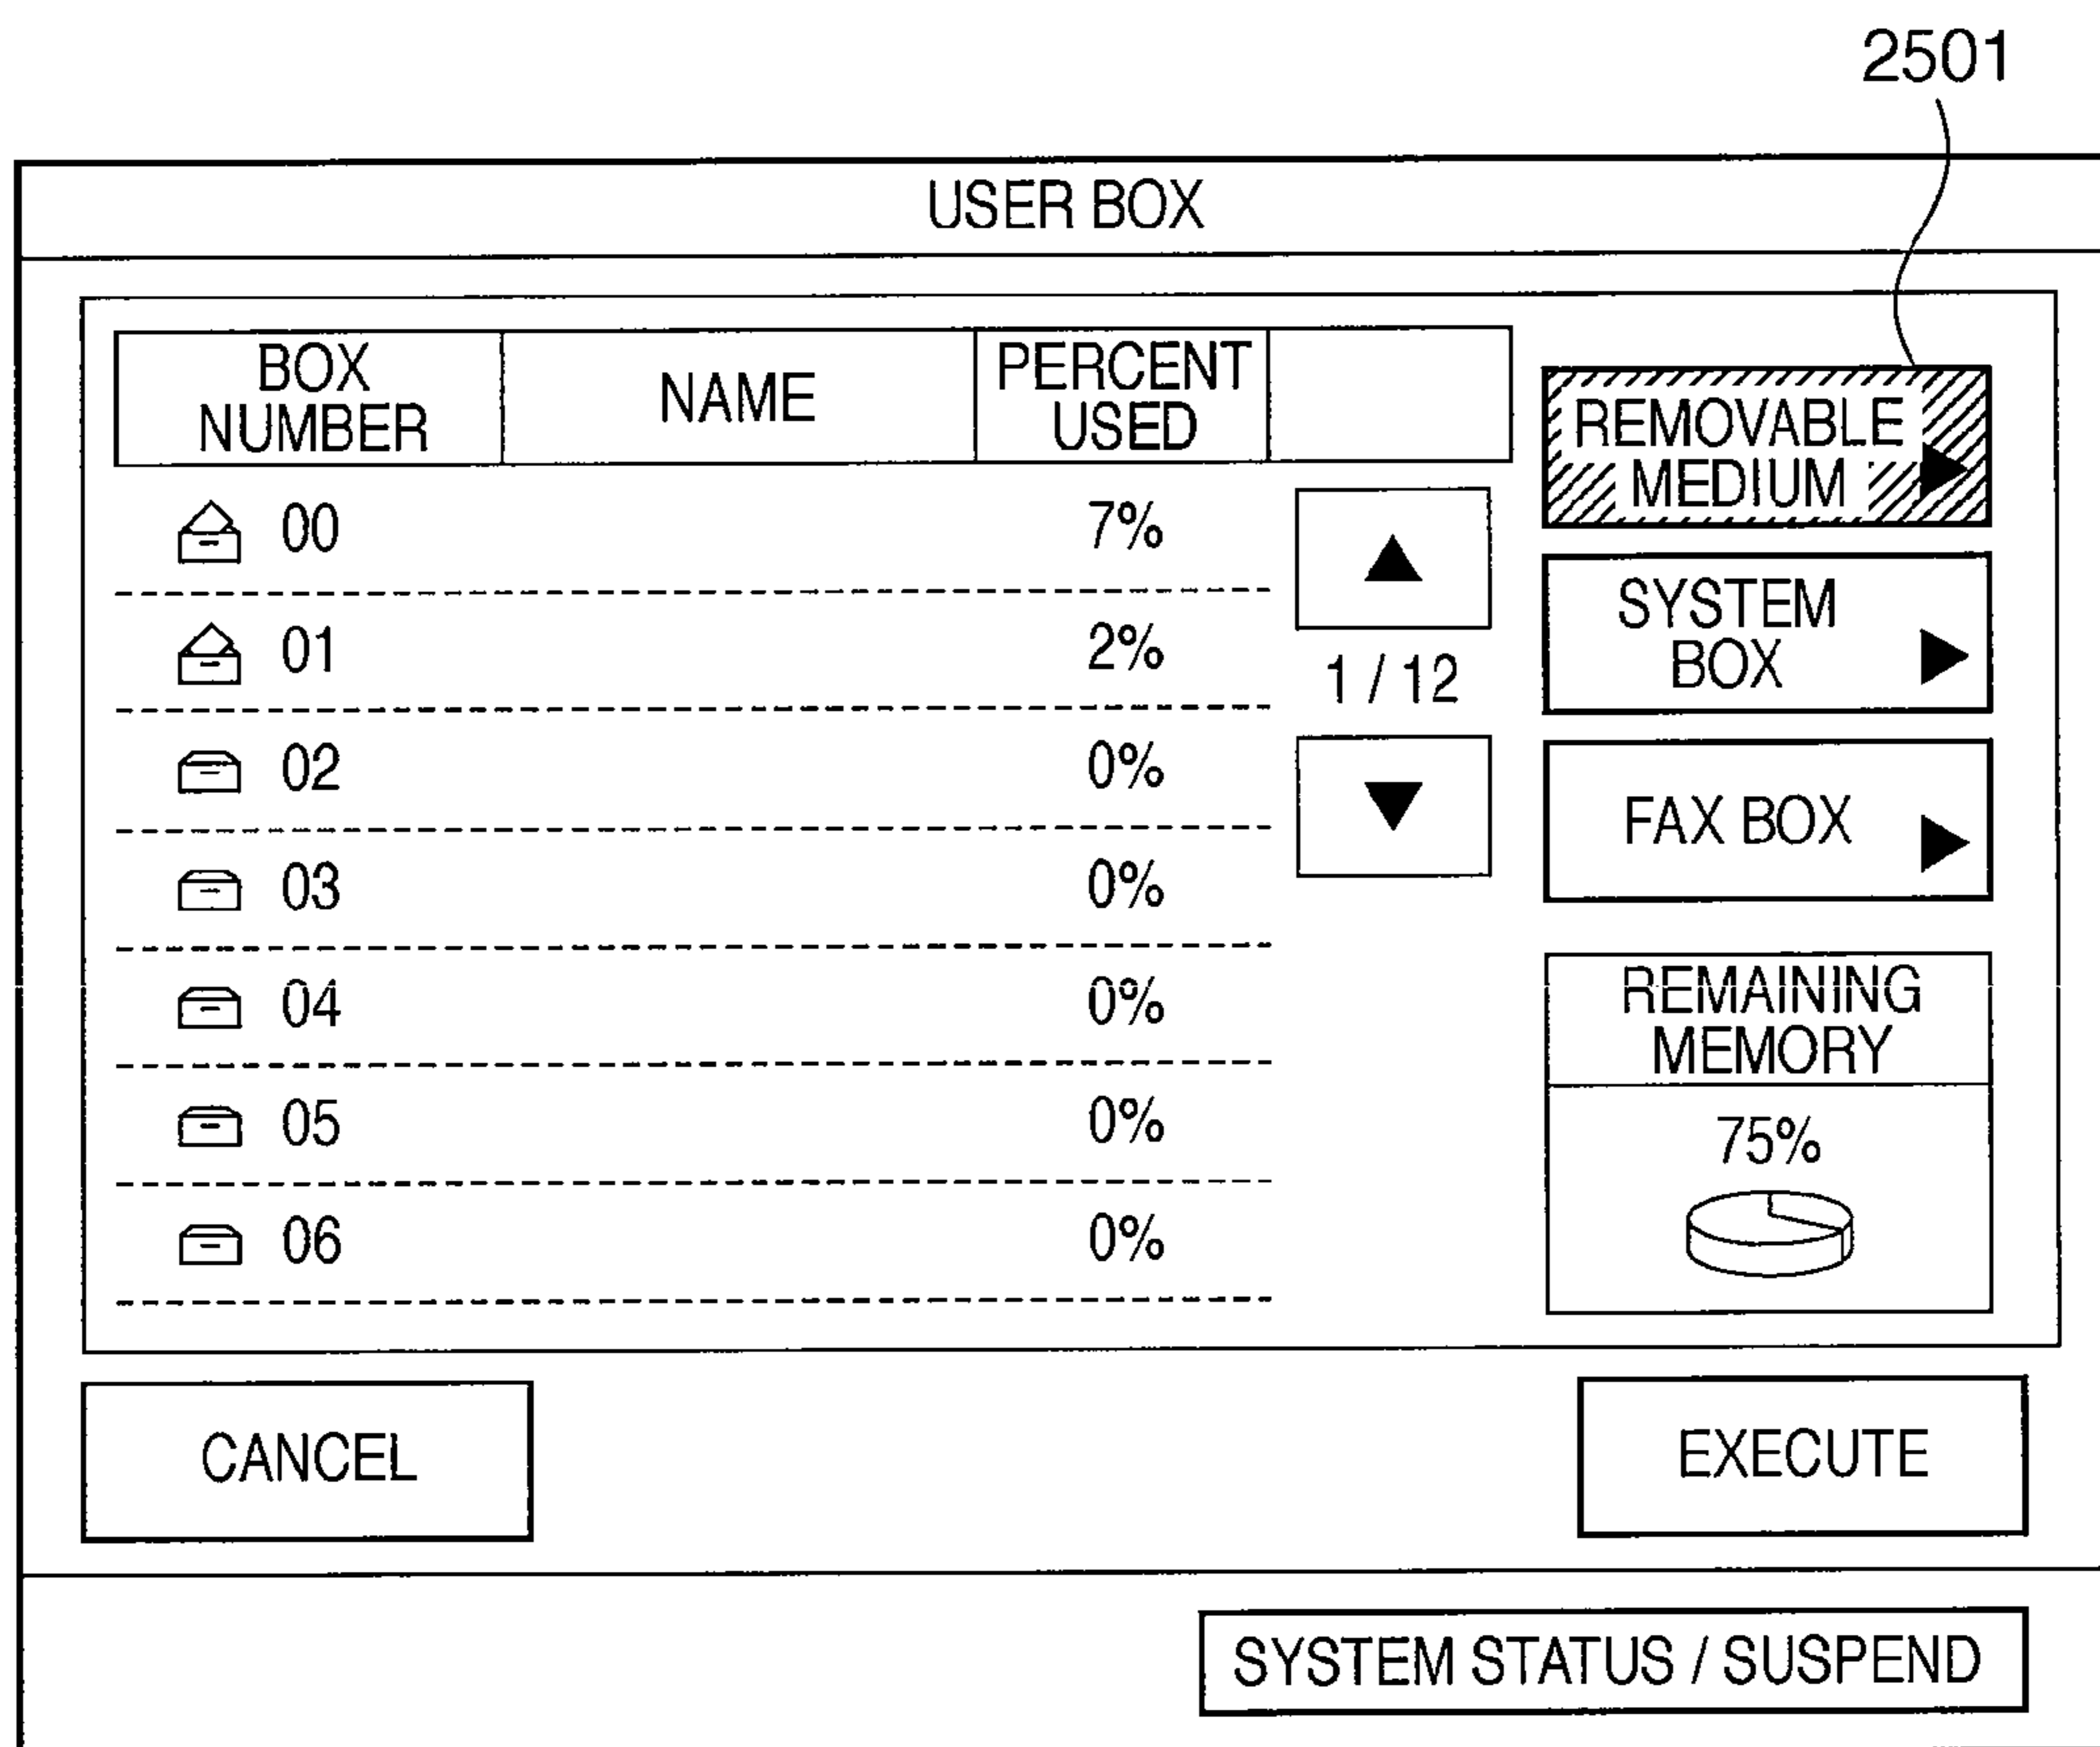 2501
USER BOX
BOX
NUMBER
NAME
PERCENT
USED
00 7%
01 2%
02 0%
03 0%
04 0%
05 0%
06 0%
1 / 12
REMOVABLE
MEDIUM
SYSTEM
BOX
FAX BOX
REMAINING
MEMORY
75%
CANCEL
EXECUTE
SYSTEM STATUS / SUSPEND